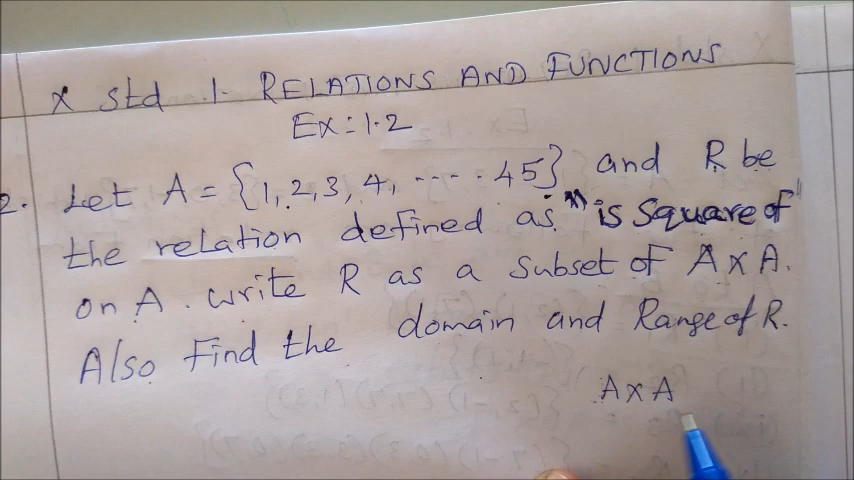 X Std 1. RELATIONS AND FUNCTIONS
Ex: 1.2
2. Let A = {1, 2, 3, 4, ..... 45} and R be
the relation defined as "is square of"
on A. write R as a subset of A x A.
Also Find the domain and Range of R.
A x A